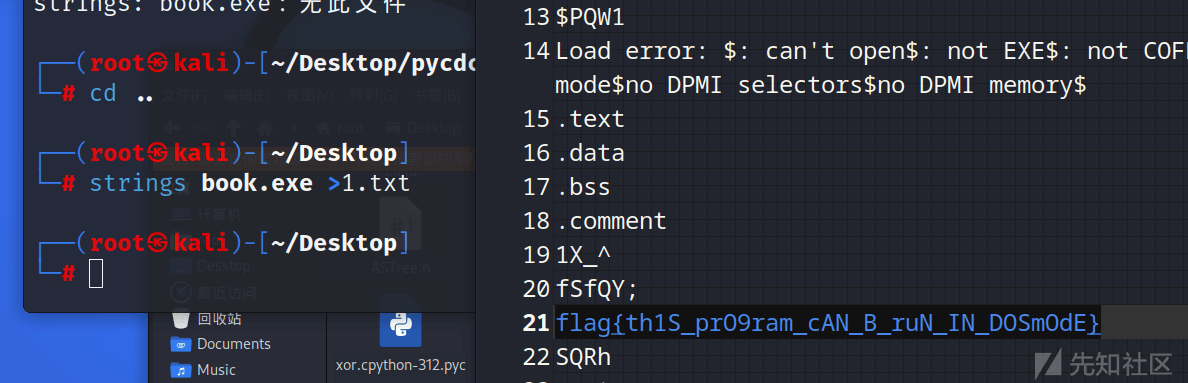 strings: book.exe：无此文件
┌──(root㉿kali)-[~/Desktop/pycdc
└─# cd ..
┌──(root㉿kali)-[~/Desktop]
└─# strings book.exe >1.txt
┌──(root㉿kali)-[~/Desktop]
└─#
计算机
Desktop
最近访问
回收站
Documents
Music
ASTree.n
xor.cpython-312.pyc
13 $PQW1
14 Load error: $: can't open$: not EXE$: not COFF
mode$no DPMI selectors$no DPMI memory$
15 .text
16 .data
17 .bss
18 .comment
19 1X_^
20 fSfQY;
21 flag{th1S_prO9ram_cAN_B_ruN_IN_DOSmOdE}
22 SQRh
先知社区